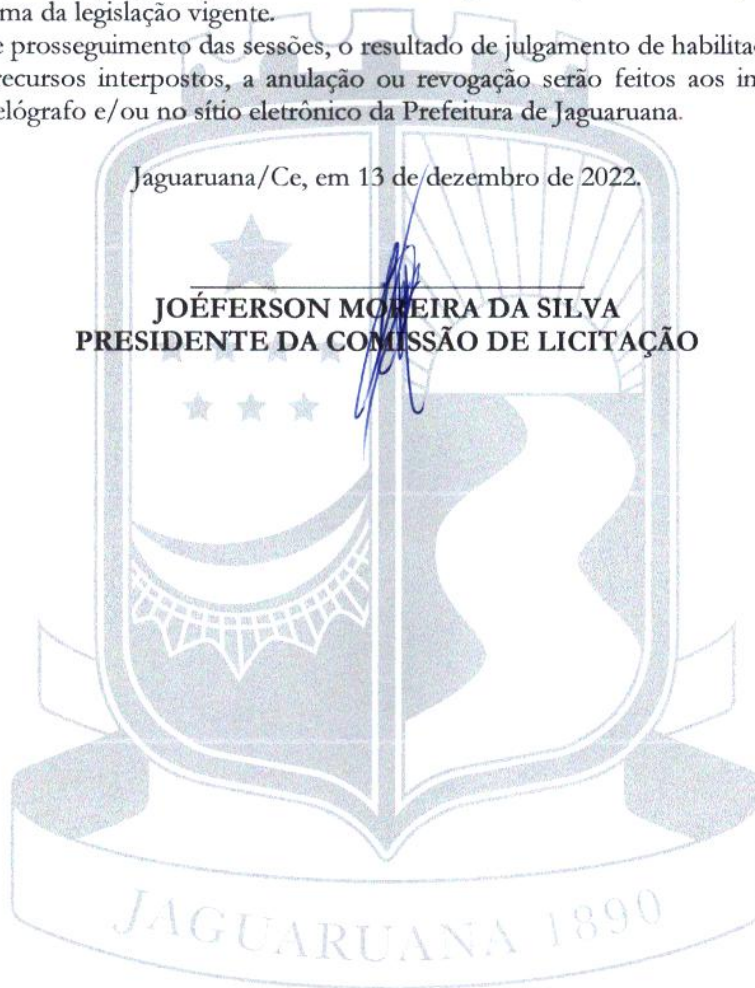 ma da legislação vigente.
e prosseguimento das sessões, o resultado de julgamento de habilita
recursos interpostos, a anulação ou revogação serão feitos aos in
elógrafo e/ou no sítio eletrônico da Prefeitura de Jaguaruana.
Jaguaruana/Ce, em 13 de dezembro de 2022.
JOÉFERSON MOREIRA DA SILVA
PRESIDENTE DA COMISSÃO DE LICITAÇÃO
JAGUARUANA 1890